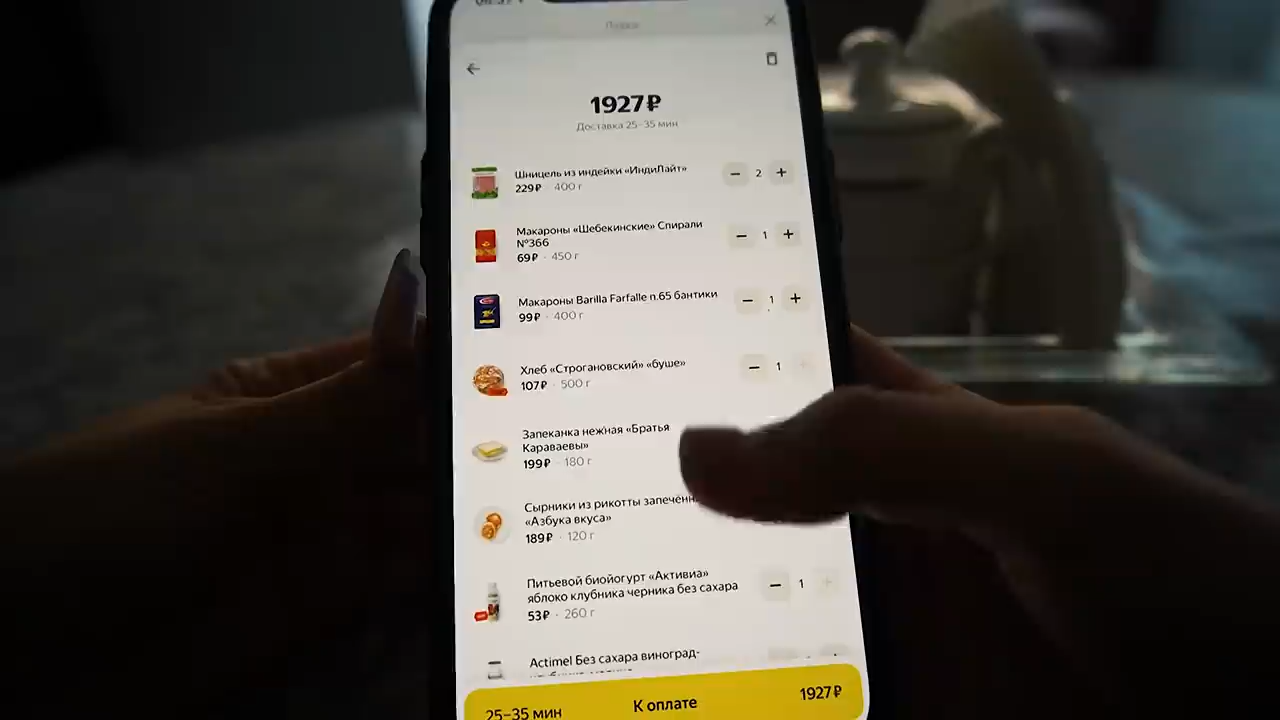 1927₽
Доставка 25-35 мин
Шницель из индейки «ИндиЛайт»
229₽ · 400 г
− 2 +
Макароны «Шебекинские» Спирали
№366
69₽ · 450 г
− 1 +
Макароны Barilla Farfalle n.65 бантики
99₽ · 400 г
− 1 +
Хлеб «Строгановский» «буше»
107₽ · 500 г
− 1 +
Запеканка нежная «Братья
Караваевы»
199₽ · 180 г
Сырники из рикотты
«Азбука вкуса»
189₽ · 120 г
Питьевой биойогурт «Активиа»
яблоко клубника черника без сахара
53₽ · 260 г
− 1 +
Actimel Без сахара виноград-
25-35 мин К оплате 1927₽